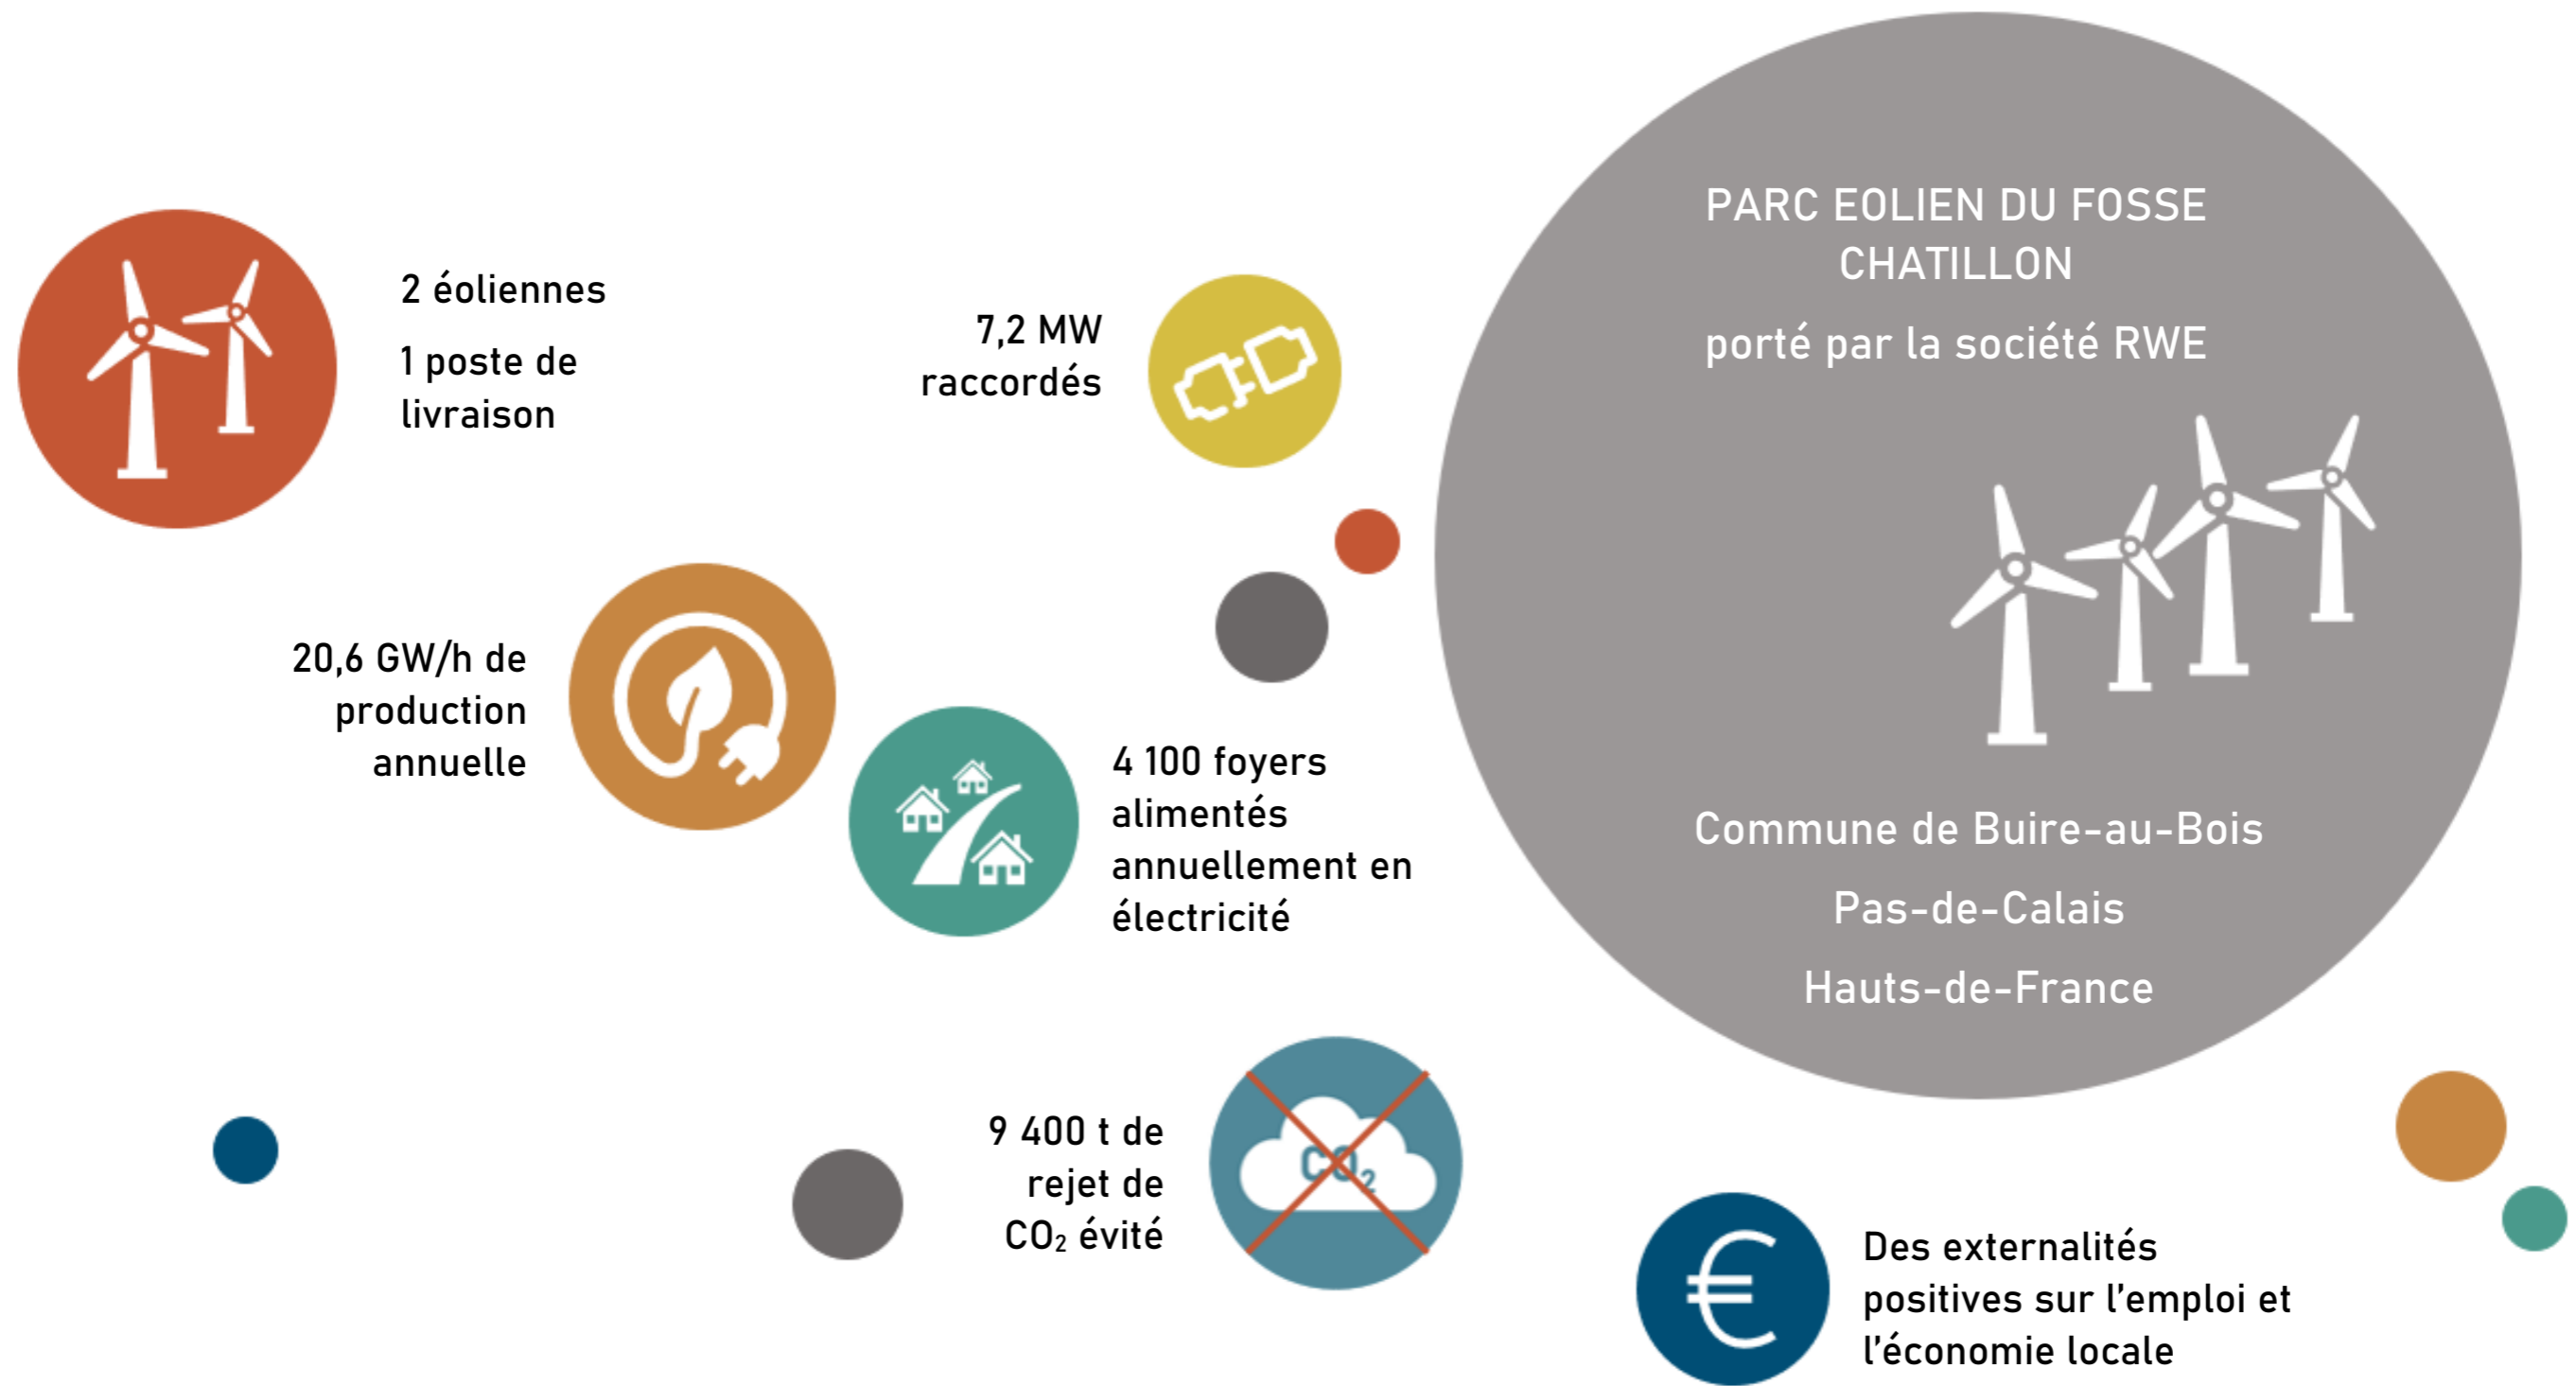 PARC EOLIEN DU FOSSE
CHATILLON
porté par la société RWE
2 éoliennes
1 poste de
livraison
7,2 MW
raccordés
20,6 GW/h de
production
annuelle
4 100 foyers
alimentés
annuellement en
électricité
Commune de Buire-au-Bois
Pas-de-Calais
Hauts-de-France
9 400 t de
rejet de
CO₂ évité
CO₂
€
Des externalités
positives sur l'emploi et
l'économie locale